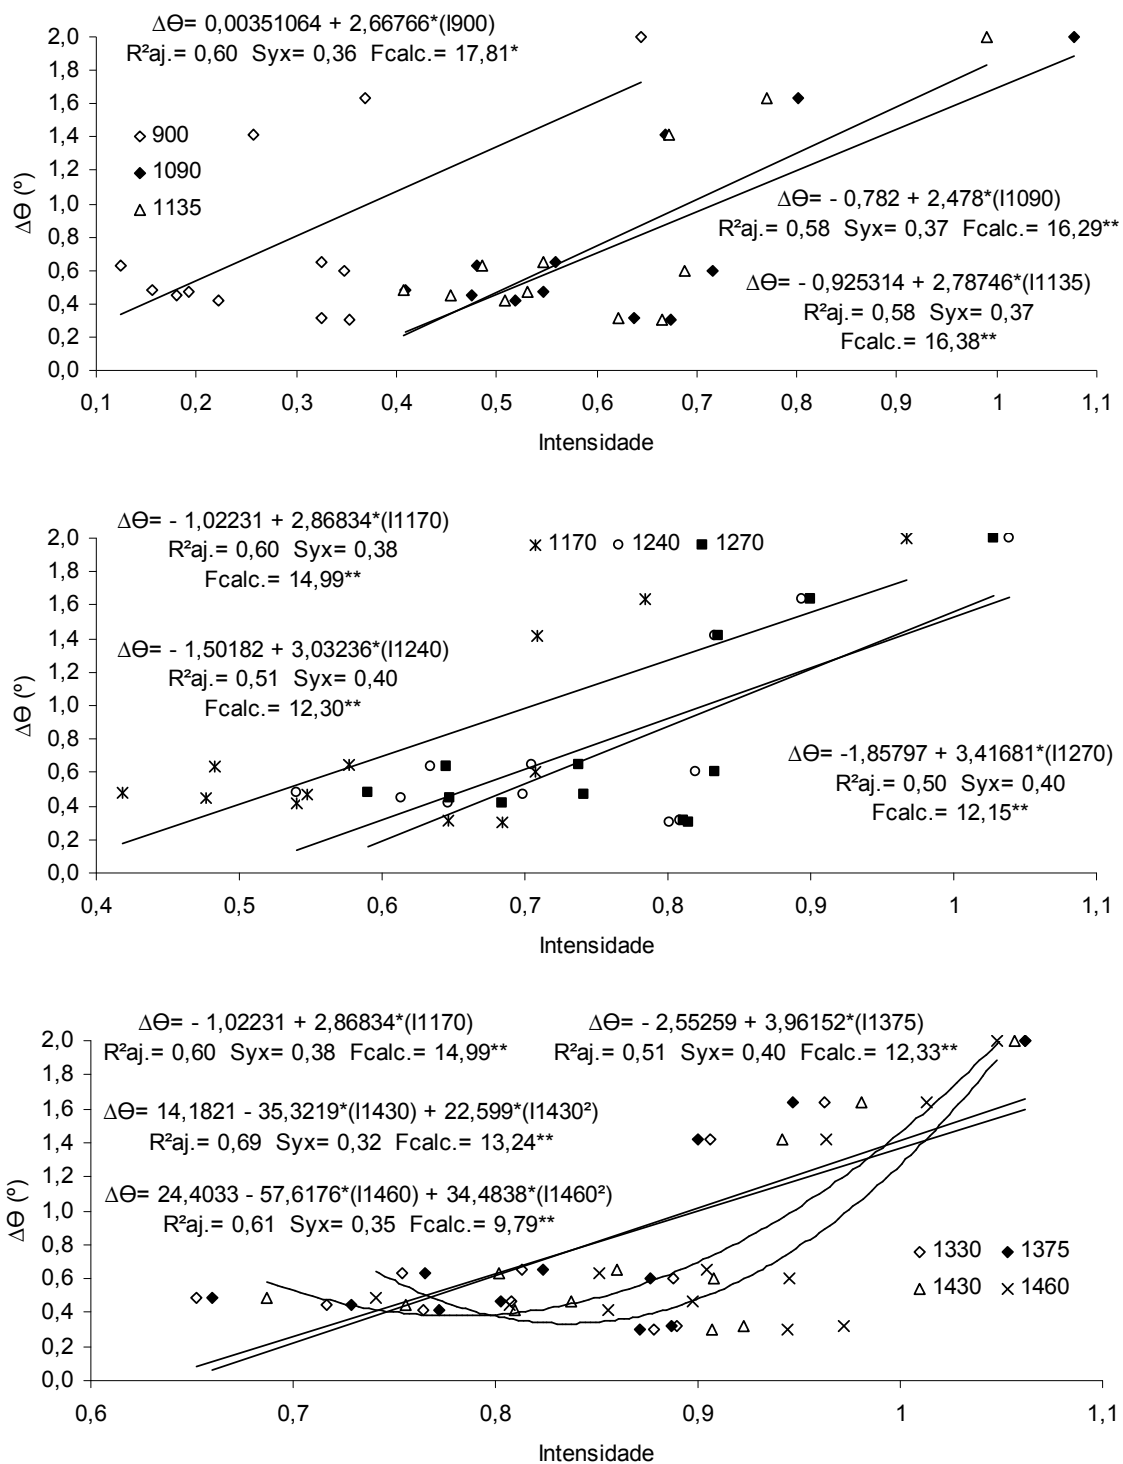 ΔΘ= 0,00351064 + 2,66766*(I900)
R²aj.= 0,60 Syx= 0,36 Fcalc.= 17,81*
2,0
1,8
1,6
1,4
1,2
1,0
0,8
0,6
0,4
0,2
0,0
ΔΘ (º)
900
1090
1135
ΔΘ= - 0,782 + 2,478*(I1090)
R²aj.= 0,58 Syx= 0,37 Fcalc.= 16,29**
ΔΘ= - 0,925314 + 2,78746*(I1135)
R²aj.= 0,58 Syx= 0,37
Fcalc.= 16,38**
0,1 0,2 0,3 0,4 0,5 0,6 0,7 0,8 0,9 1 1,1
Intensidade
ΔΘ= - 1,02231 + 2,86834*(I1170)
R²aj.= 0,60 Syx= 0,38
Fcalc.= 14,99**
1170 1240 1270
2,0
1,8
1,6
1,4
1,2
1,0
0,8
0,6
0,4
0,2
0,0
ΔΘ (º)
ΔΘ= - 1,50182 + 3,03236*(I1240)
R²aj.= 0,51 Syx= 0,40
Fcalc.= 12,30**
ΔΘ= -1,85797 + 3,41681*(I1270)
R²aj.= 0,50 Syx= 0,40
Fcalc.= 12,15**
0,4 0,5 0,6 0,7 0,8 0,9 1 1,1
Intensidade
ΔΘ= - 1,02231 + 2,86834*(I1170)
R²aj.= 0,60 Syx= 0,38 Fcalc.= 14,99**
ΔΘ= - 2,55259 + 3,96152*(I1375)
R²aj.= 0,51 Syx= 0,40 Fcalc.= 12,33**
2,0
1,8
1,6
1,4
1,2
1,0
0,8
0,6
0,4
0,2
0,0
ΔΘ (º)
ΔΘ= 14,1821 - 35,3219*(I1430) + 22,599*(I1430²)
R²aj.= 0,69 Syx= 0,32 Fcalc.= 13,24**
ΔΘ= 24,4033 - 57,6176*(I1460) + 34,4838*(I1460²)
R²aj.= 0,61 Syx= 0,35 Fcalc.= 9,79**
1330 1375
1430 1460
0,6 0,7 0,8 0,9 1 1,1
Intensidade